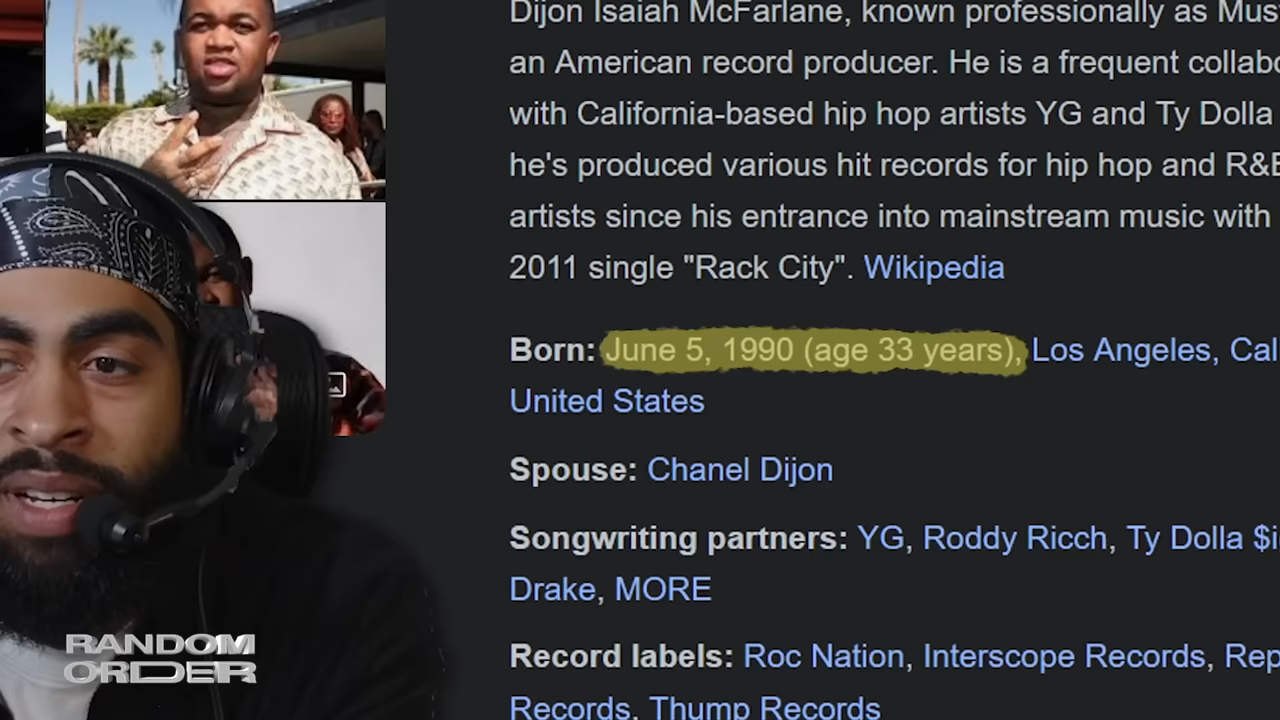 Dijon Isaiah McFarlane, known professionally as
an American record producer. He is a frequent
with California-based hip hop artists YG and Ty Dolla
he's produced various hit records for hip hop and
artists since his entrance into mainstream music with
2011 single "Rack City". Wikipedia
Born: June 5, 1990 (age 33 years), Los Angeles,
United States
Spouse: Chanel Dijon
Songwriting partners: YG, Roddy Ricch, Ty Dolla
Drake, MORE
Record labels: Roc Nation, Interscope Records,
Records, Thump Records
RANDOM
ORDER